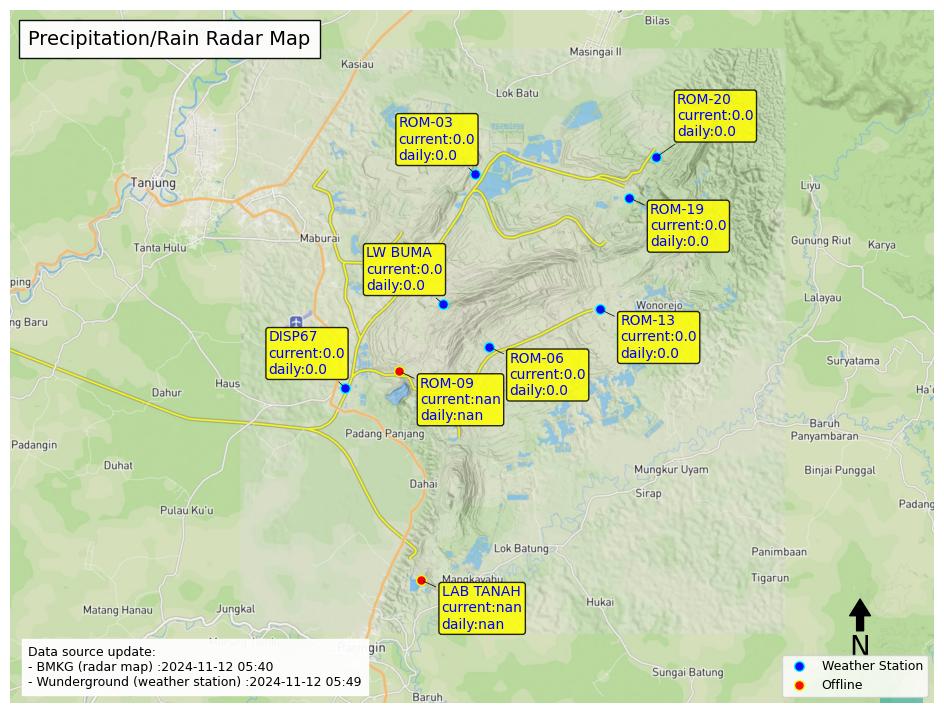 Precipitation/Rain Radar Map
Bilas
Masingai II
Kasiau
Lok Batu
ROM-20
current:0.0
daily:0.0
ROM-03
current:0.0
daily:0.0
Tanjung
Liyu
ROM-19
current:0.0
daily:0.0
Maburai
Tanta Hulu
Gunung Riut
Karya
LW BUMA
current:0.0
daily:0.0
ping
Lalayau
Wonorejo
ng Baru
ROM-13
current:0.0
daily:0.0
DISP67
current:0.0
daily:0.0
ROM-06
current:0.0
daily:0.0
Suryatama
Haus
Dahur
ROM-09
current:nan
daily:nan
Padang Panjang
Baruh
Panyambaran
Padangin
Duhat
Mungkur Uyam
Binjai Punggal
Dahai
Sirap
Padang
Pulau Ku'u
Lok Batung
Panimbaan
Mangkayahu
Tigarun
LAB TANAH
current:nan
daily:nan
Hukai
Matang Hanau
Jungkal
N
Data source update:
- BMKG (radar map) :2024-11-12 05:40
- Wunderground (weather station) :2024-11-12 05:49
Sungai Batung
Baruh
Weather Station
Offline